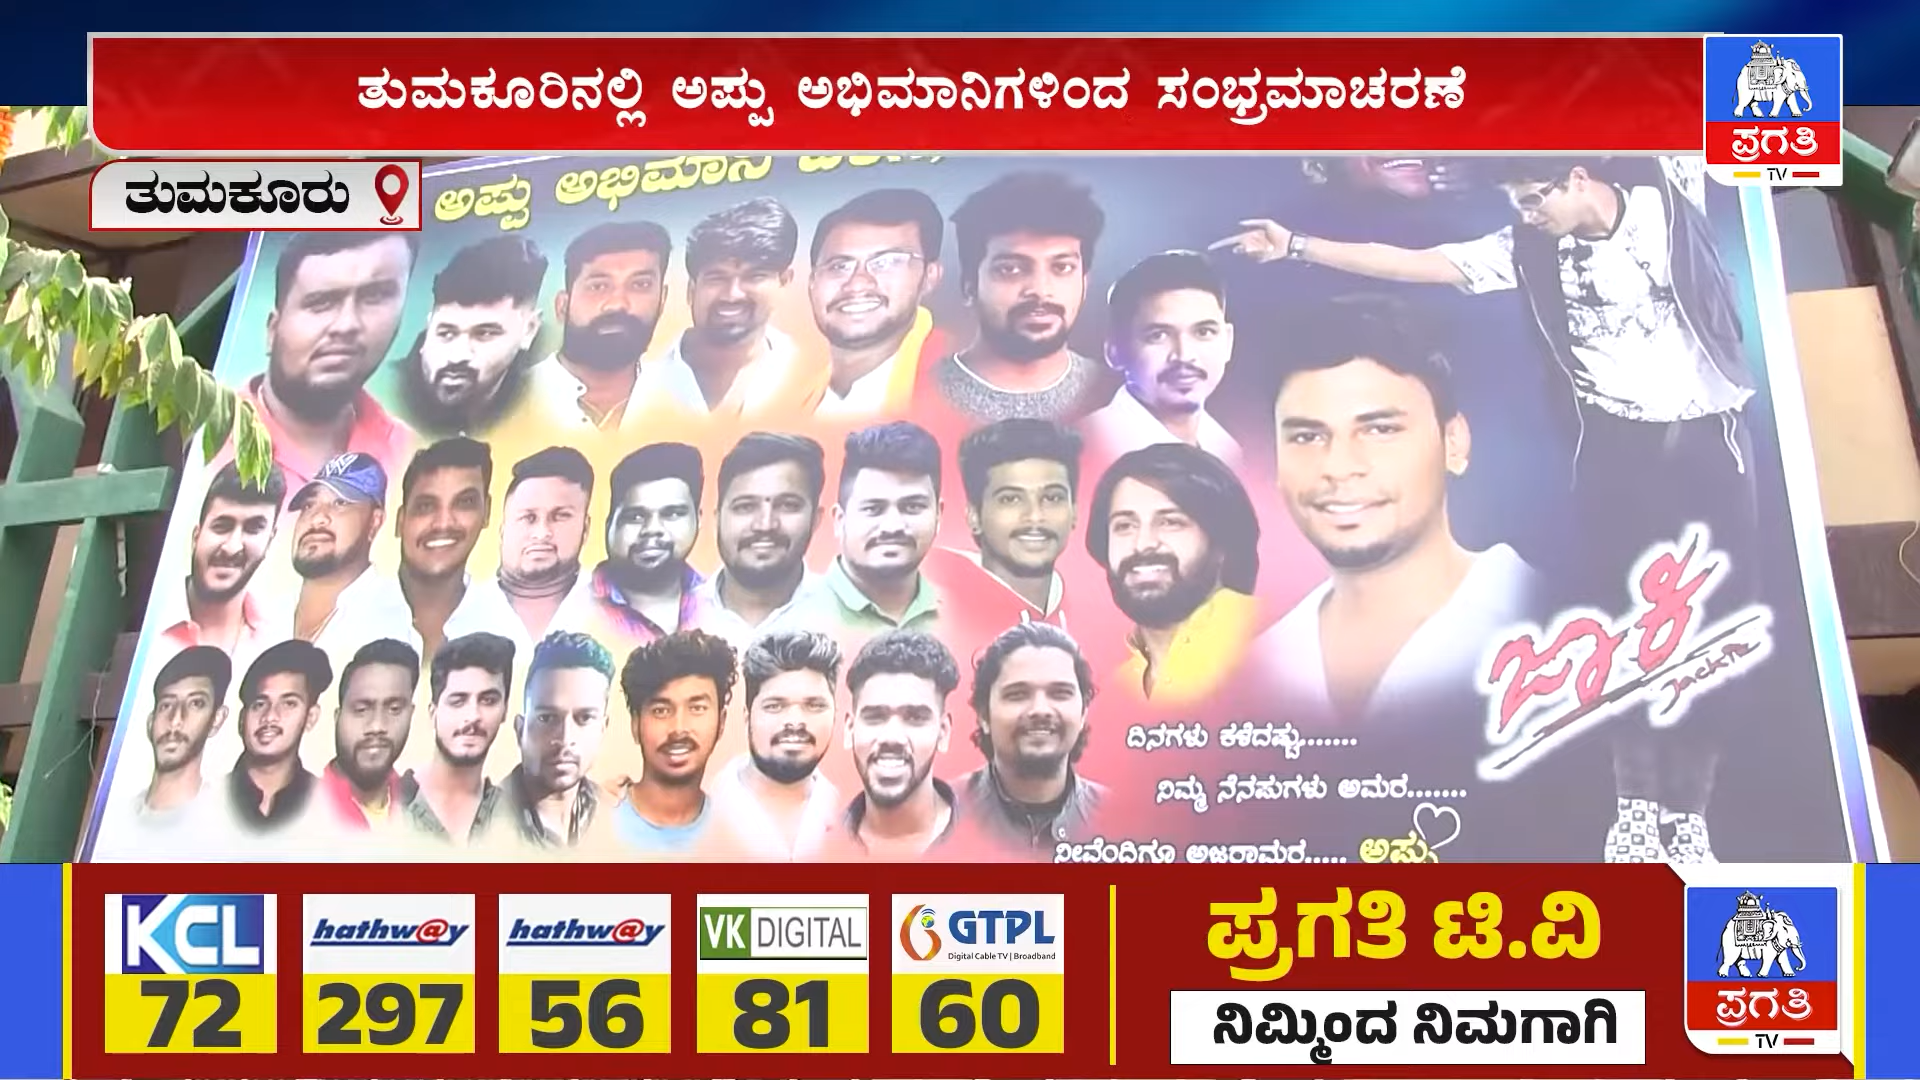 ತುಮಕೂರಿನಲ್ಲಿ ಅಪ್ಪು ಅಭಿಮಾನಿಗಳಿಂದ ಸಂಭ್ರಮಾಚರಣೆ
ಪ್ರಗತಿ
TV
ತುಮಕೂರು
ಅಪ್ಪು ಅಭಿಮಾನಿ
ಜಾಕಿ
Jackie
ದಿನಗಳು ಕಳೆದಷ್ಟು.......
ನಿಮ್ಮ ನೆನಪುಗಳು ಅಮರ.......
ನೀವೆಂದಿಗೂ ಅಜರಾಮರ..... ಅಪ್ಪು
KCL
72
hathw@y
297
hathw@y
56
VK DIGITAL
81
GTPL
Digital Cable TV | Broadband
60
ಪ್ರಗತಿ ಟಿ.ವಿ
ನಿಮ್ಮಿಂದ ನಿಮಗಾಗಿ
ಪ್ರಗತಿ
TV